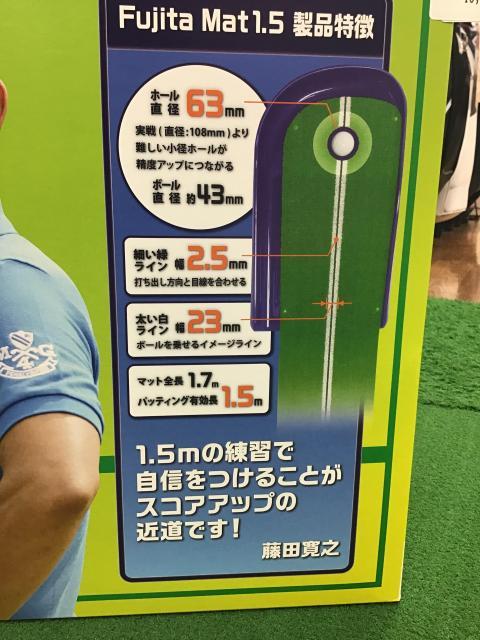 Fujita Mat 1.5 製品特徴
ホール
直径 63mm
実戦(直径:108mm)より
難しい小径ホールが
精度アップにつながる
ボール
直径 約43mm
細い緑
ライン 幅 2.5mm
打ち出し方向と目線を合わせる
太い白
ライン 幅 23mm
ボールを乗せるイメージライン
マット全長 1.7m
パッティング有効長 1.5m
1.5mの練習で
自信をつけることが
スコアアップの
近道です!
藤田寛之